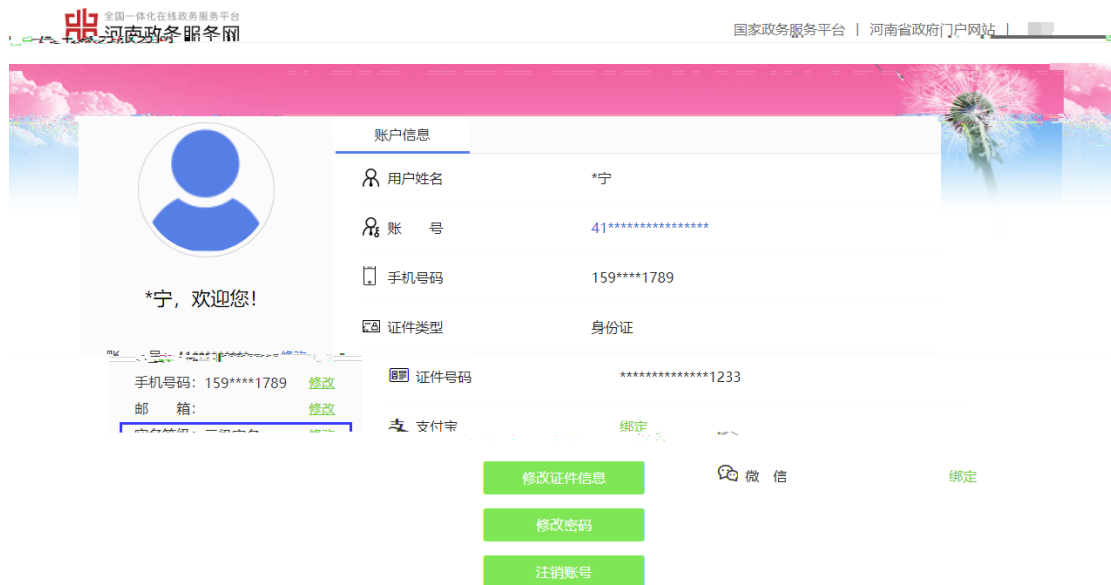 全国一体化在线政务服务平台
河南政务服务网
国家政务服务平台 | 河南省政府门户网站 |
账户信息
用户姓名 *宁
账 号 41****************
手机号码 159****1789
*宁，欢迎您！
证件类型 身份证
手机号码：159****1789 修改
邮 箱： 修改
证件号码 **************1233
支付宝 绑定
修改证件信息
微 信 绑定
修改密码
注销账号